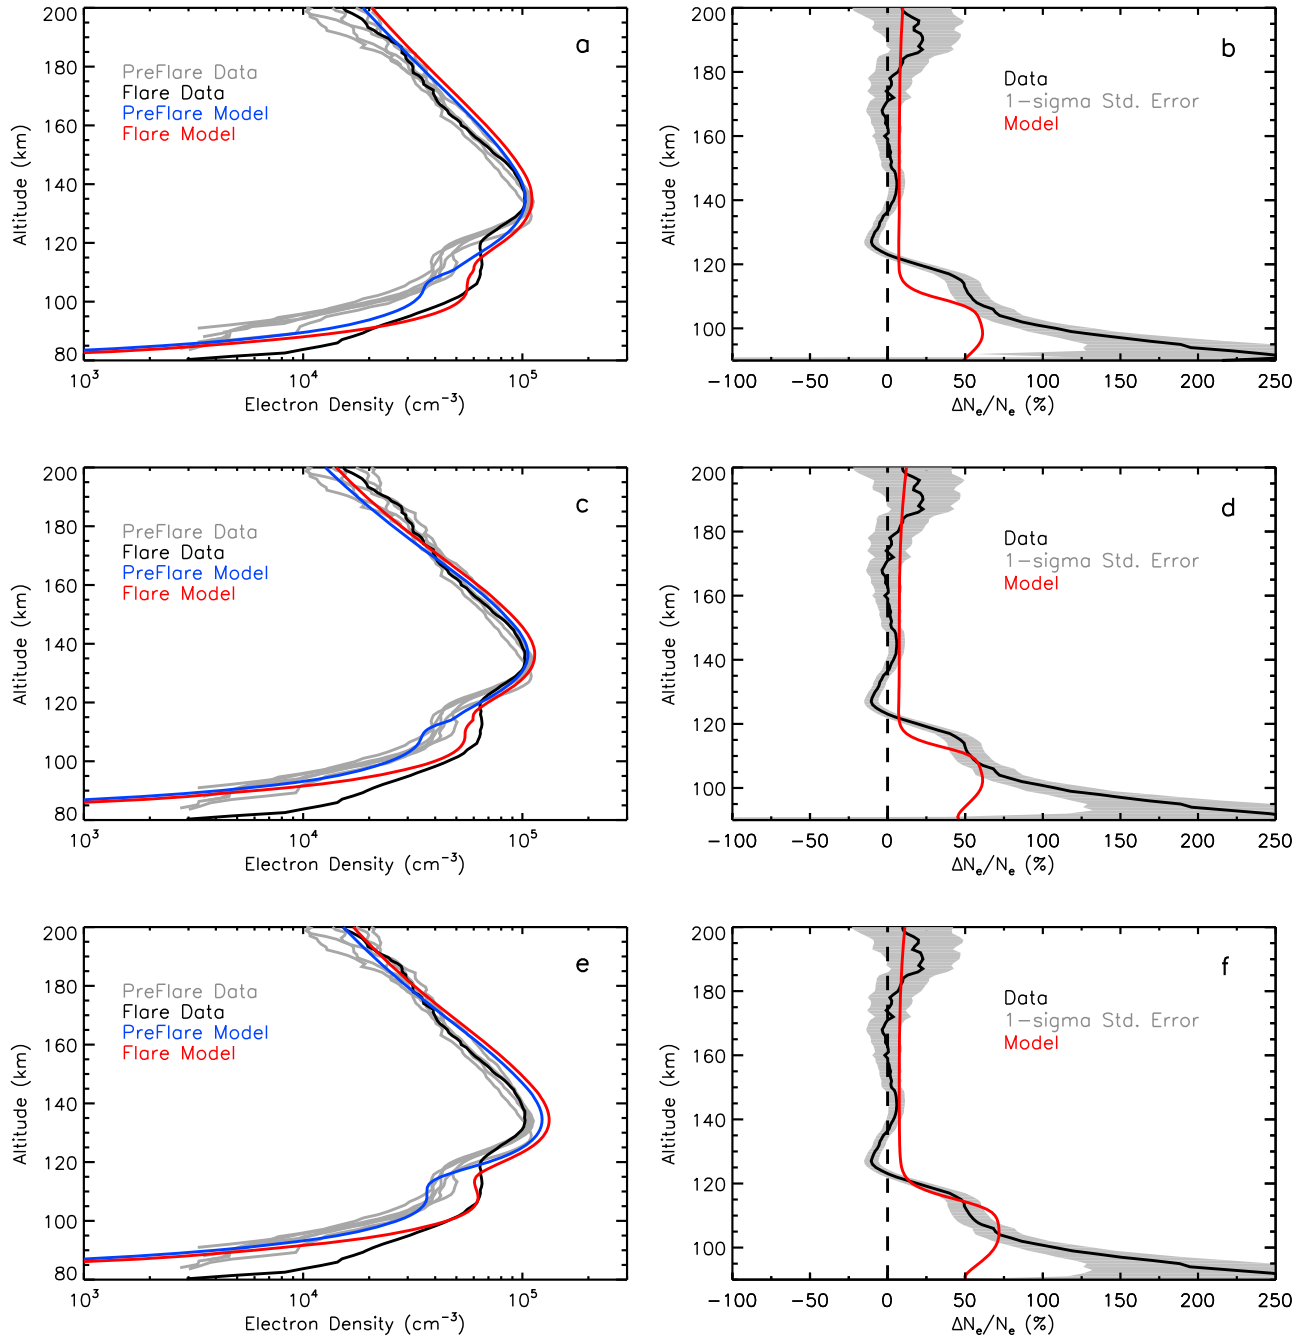 a
PreFlare Data
Flare Data
PreFlare Model
Flare Model
200
180
160
140
120
100
80
Altitude (km)
10³
10⁴
10⁵
Electron Density (cm⁻³)
b
Data
1-sigma Std. Error
Model
200
180
160
140
120
100
Altitude (km)
-100
-50
0
50
100
150
200
250
ΔNₑ/Nₑ (%)
c
PreFlare Data
Flare Data
PreFlare Model
Flare Model
200
180
160
140
120
100
80
Altitude (km)
10³
10⁴
10⁵
Electron Density (cm⁻³)
d
Data
1-sigma Std. Error
Model
200
180
160
140
120
100
Altitude (km)
-100
-50
0
50
100
150
200
250
ΔNₑ/Nₑ (%)
e
PreFlare Data
Flare Data
PreFlare Model
Flare Model
200
180
160
140
120
100
80
Altitude (km)
10³
10⁴
10⁵
Electron Density (cm⁻³)
f
Data
1-sigma Std. Error
Model
200
180
160
140
120
100
Altitude (km)
-100
-50
0
50
100
150
200
250
ΔNₑ/Nₑ (%)